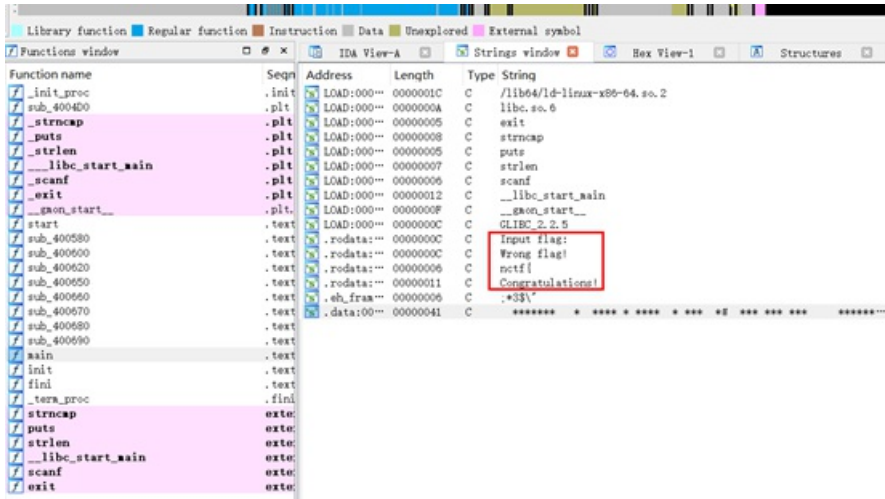 Library function Regular function Instruction Data Unexplored External symbol
Functions window
IDA View-A Strings window Hex View-1 Structures
Function name Segn
_init_proc .init
sub_4004D0 .plt
_strncmp .plt
_puts .plt
_strlen .plt
___libc_start_main .plt
_scanf .plt
_exit .plt
__gmon_start__ .plt.
start .text
sub_400580 .text
sub_400600 .text
sub_400620 .text
sub_400650 .text
sub_400660 .text
sub_400670 .text
sub_400680 .text
sub_400690 .text
main .text
init .text
fini .text
_term_proc .fini
strncmp exte:
puts exte:
strlen exte:
__libc_start_main exte:
scanf exte:
exit exte:
Address Length Type String
LOAD:000··· 0000001C C /lib64/ld-linux-x86-64.so.2
LOAD:000··· 0000000A C libc.so.6
LOAD:000··· 00000005 C exit
LOAD:000··· 00000008 C strncmp
LOAD:000··· 00000005 C puts
LOAD:000··· 00000007 C strlen
LOAD:000··· 00000006 C scanf
LOAD:000··· 00000012 C __libc_start_main
LOAD:000··· 0000000F C __gmon_start__
LOAD:000··· 0000000C C GLIBC_2.2.5
.rodata:··· 0000000C C Input flag:
.rodata:··· 0000000C C Wrong flag!
.rodata:··· 00000006 C nctf{
.rodata:··· 00000011 C Congratulations!
.eh_fram··· 00000006 C ;*3$\"
.data:00··· 00000041 C ******* * **** * **** * *** *# *** *** *** ******···